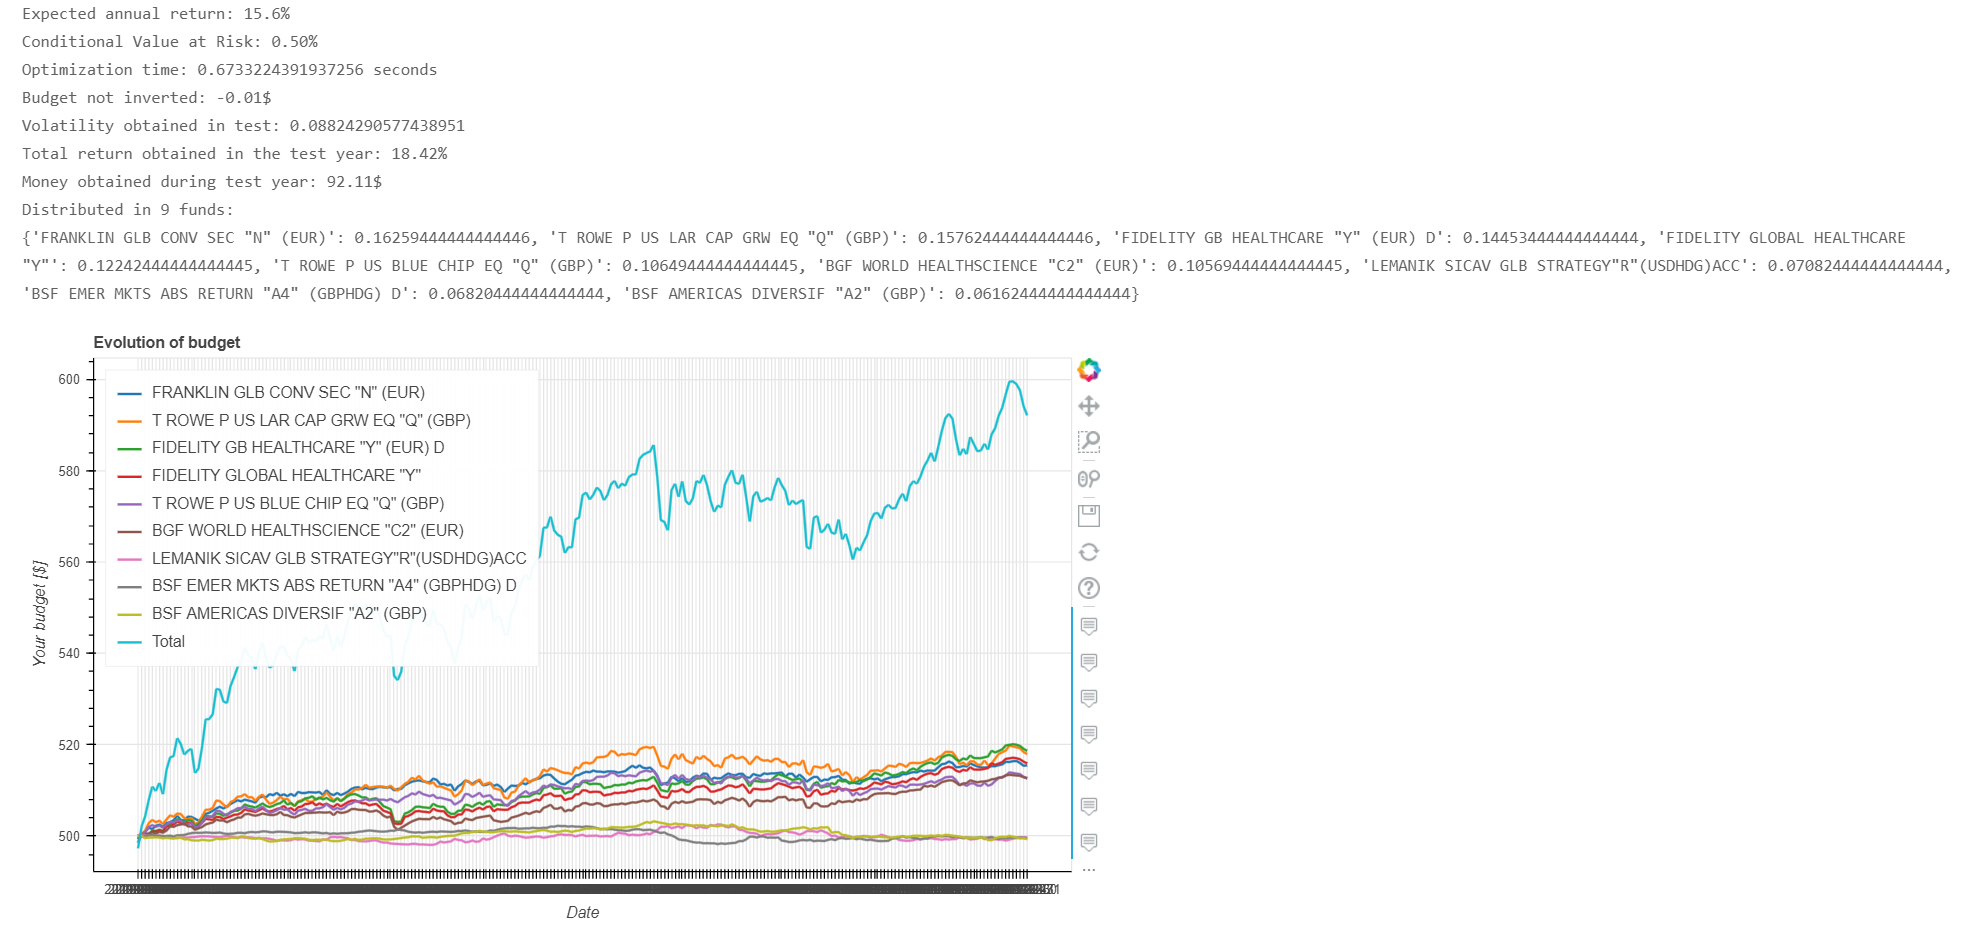 Expected annual return: 15.6%
Conditional Value at Risk: 0.50%
Optimization time: 0.6733224391937256 seconds
Budget not inverted: -0.01$
Volatility obtained in test: 0.08824290577438951
Total return obtained in the test year: 18.42%
Money obtained during test year: 92.11$
Distributed in 9 funds:
{'FRANKLIN GLB CONV SEC "N" (EUR)': 0.16259444444444446, 'T ROWE P US LAR CAP GRW EQ "Q" (GBP)': 0.15762444444444446, 'FIDELITY GB HEALTHCARE "Y" (EUR) D': 0.14453444444444444, 'FIDELITY GLOBAL HEALTHCARE
"Y"': 0.12242444444444445, 'T ROWE P US BLUE CHIP EQ "Q" (GBP)': 0.10649444444444445, 'BGF WORLD HEALTHSCIENCE "C2" (EUR)': 0.10569444444444445, 'LEMANIK SICAV GLB STRATEGY"R"(USDHDG)ACC': 0.07082444444444444,
'BSF EMER MKTS ABS RETURN "A4" (GBPHDG) D': 0.06820444444444444, 'BSF AMERICAS DIVERSIF "A2" (GBP)': 0.06162444444444444}
Evolution of budget
600
580
560
540
520
500
Your budget [$]
FRANKLIN GLB CONV SEC "N" (EUR)
T ROWE P US LAR CAP GRW EQ "Q" (GBP)
FIDELITY GB HEALTHCARE "Y" (EUR) D
FIDELITY GLOBAL HEALTHCARE "Y"
T ROWE P US BLUE CHIP EQ "Q" (GBP)
BGF WORLD HEALTHSCIENCE "C2" (EUR)
LEMANIK SICAV GLB STRATEGY"R"(USDHDG)ACC
BSF EMER MKTS ABS RETURN "A4" (GBPHDG) D
BSF AMERICAS DIVERSIF "A2" (GBP)
Total
Date